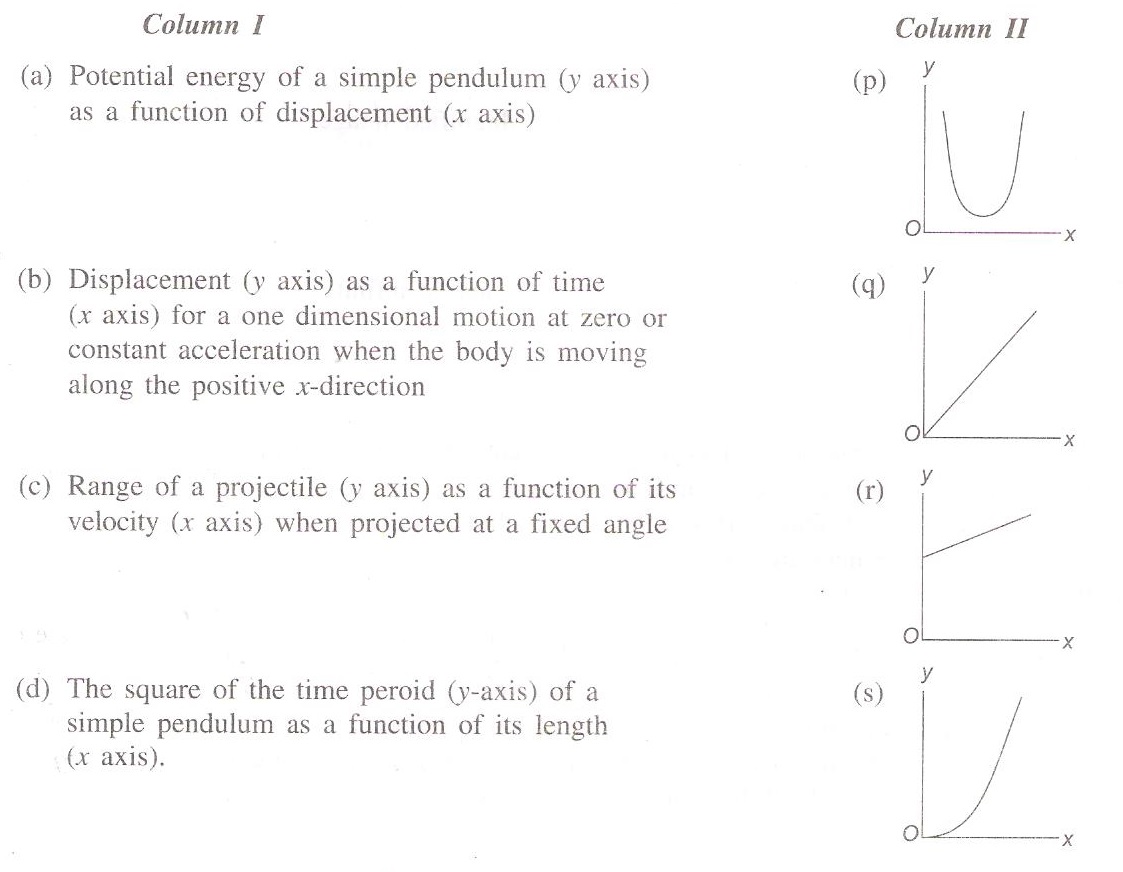 Column I
Column II
(a) Potential energy of a simple pendulum (y axis)
as a function of displacement (x axis)
(p)
y
O
x
(b) Displacement (y axis) as a function of time
(x axis) for a one dimensional motion at zero or
constant acceleration when the body is moving
along the positive x-direction
(q)
y
O
x
(c) Range of a projectile (y axis) as a function of its
velocity (x axis) when projected at a fixed angle
(r)
y
O
x
(d) The square of the time peroid (y-axis) of a
simple pendulum as a function of its length
(x axis).
(s)
y
O
x